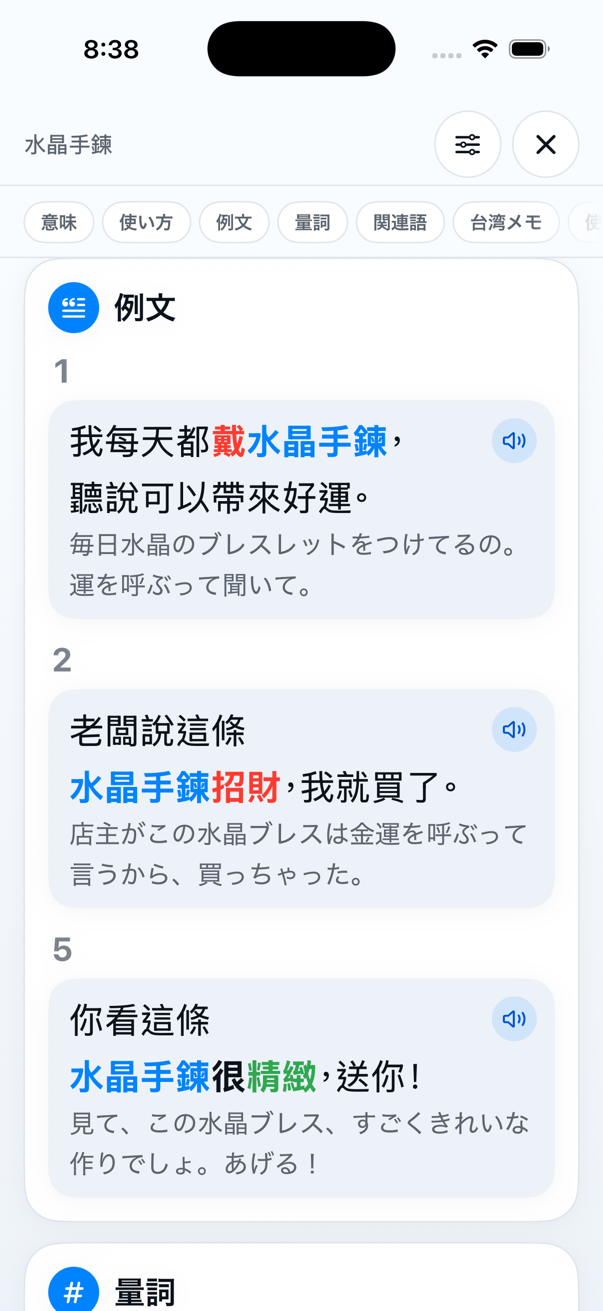 8:38
水晶手鍊
意味
使い方
例文
量詞
関連語
台湾メモ
例文
1
我每天都戴水晶手鍊，
聽說可以帶來好運。
毎日水晶のブレスレットをつけてるの。
運を呼ぶって聞いて。
2
老闆說這條
水晶手鍊招財，我就買了。
店主がこの水晶ブレスは金運を呼ぶって
言うから、買っちゃった。
5
你看這條
水晶手鍊很精緻，送你！
見て、この水晶ブレス、すごくきれいな
作りでしょ。あげる！
#
量詞